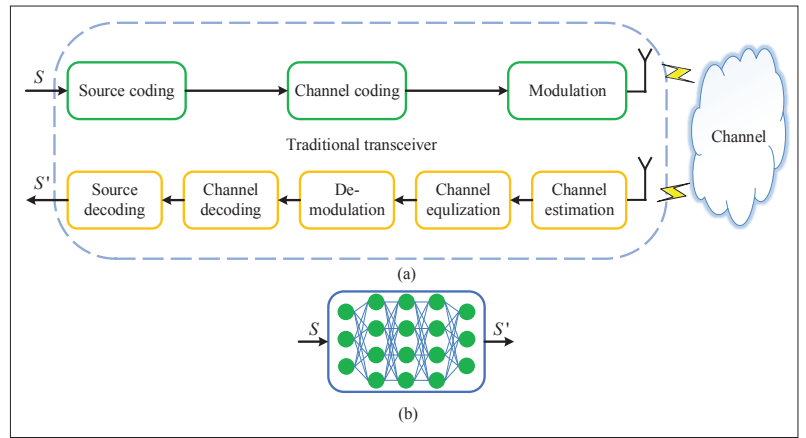 S
Source coding
Channel coding
Modulation
Channel
Traditional transceiver
S'
Source
decoding
Channel
decoding
De-
modulation
Channel
equlization
Channel
estimation
(a)
S
S'
(b)